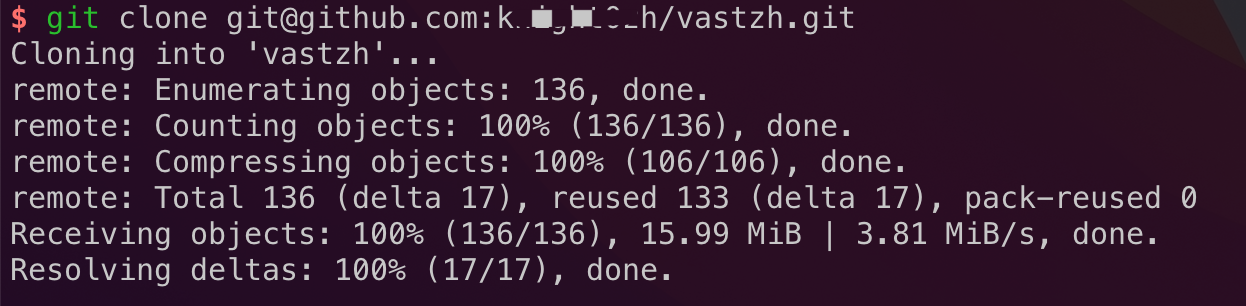 $ git clone git@github.com:k h/vastzh.git
Cloning into 'vastzh'...
remote: Enumerating objects: 136, done.
remote: Counting objects: 100% (136/136), done.
remote: Compressing objects: 100% (106/106), done.
remote: Total 136 (delta 17), reused 133 (delta 17), pack-reused 0
Receiving objects: 100% (136/136), 15.99 MiB | 3.81 MiB/s, done.
Resolving deltas: 100% (17/17), done.